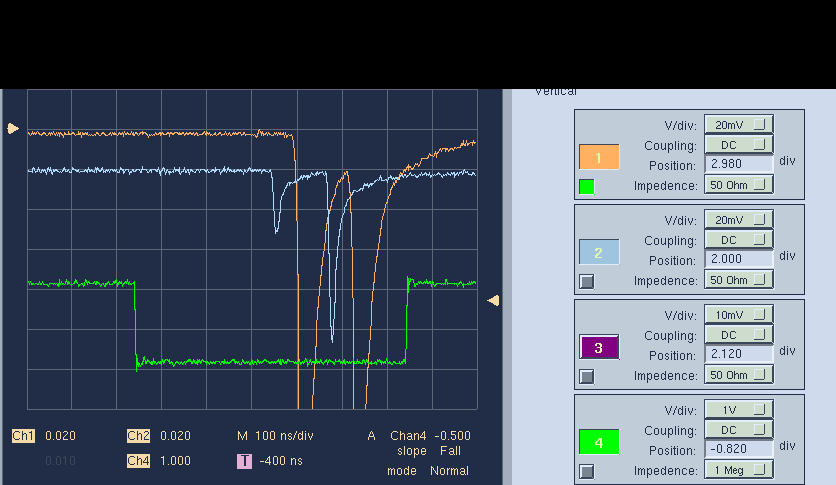 Vertical
V/div: 20mV
Coupling: DC
1
Position: 2.980 div
Impedence: 50 Ohm
V/div: 20mV
Coupling: DC
2
Position: 2.000 div
Impedence: 50 Ohm
V/div: 10mV
Coupling: DC
3
Position: 2.120 div
Impedence: 50 Ohm
V/div: 1V
Coupling: DC
4
Position: -0.820 div
Impedence: 1 Meg
Ch1 0.020 Ch2 0.020 M 100 ns/div A Chan4 -0.500
slope Fall
0.010 Ch4 1.000 T -400 ns
mode Normal